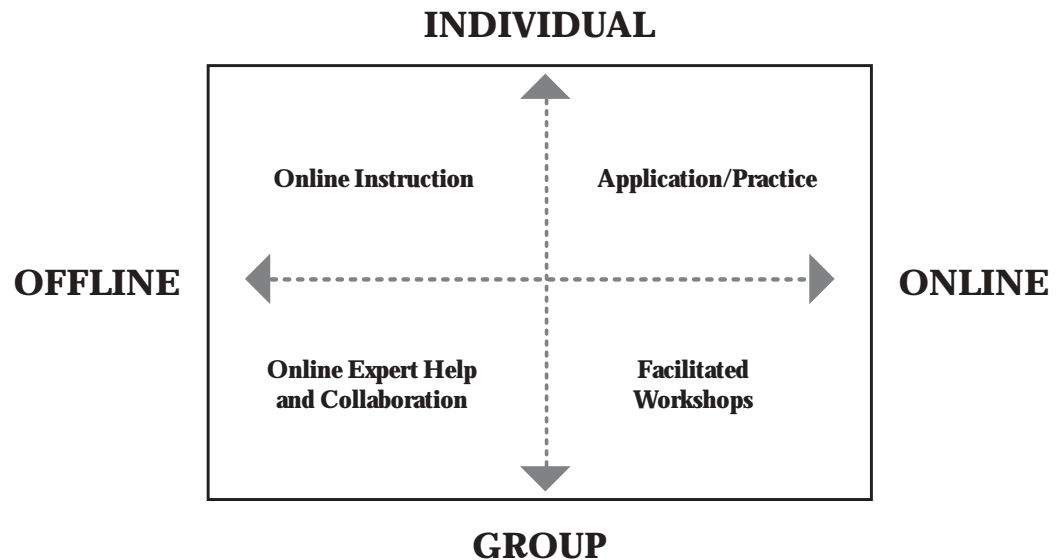 INDIVIDUAL
Online Instruction
Application/Practice
OFFLINE
ONLINE
Online Expert Help
and Collaboration
Facilitated
Workshops
GROUP